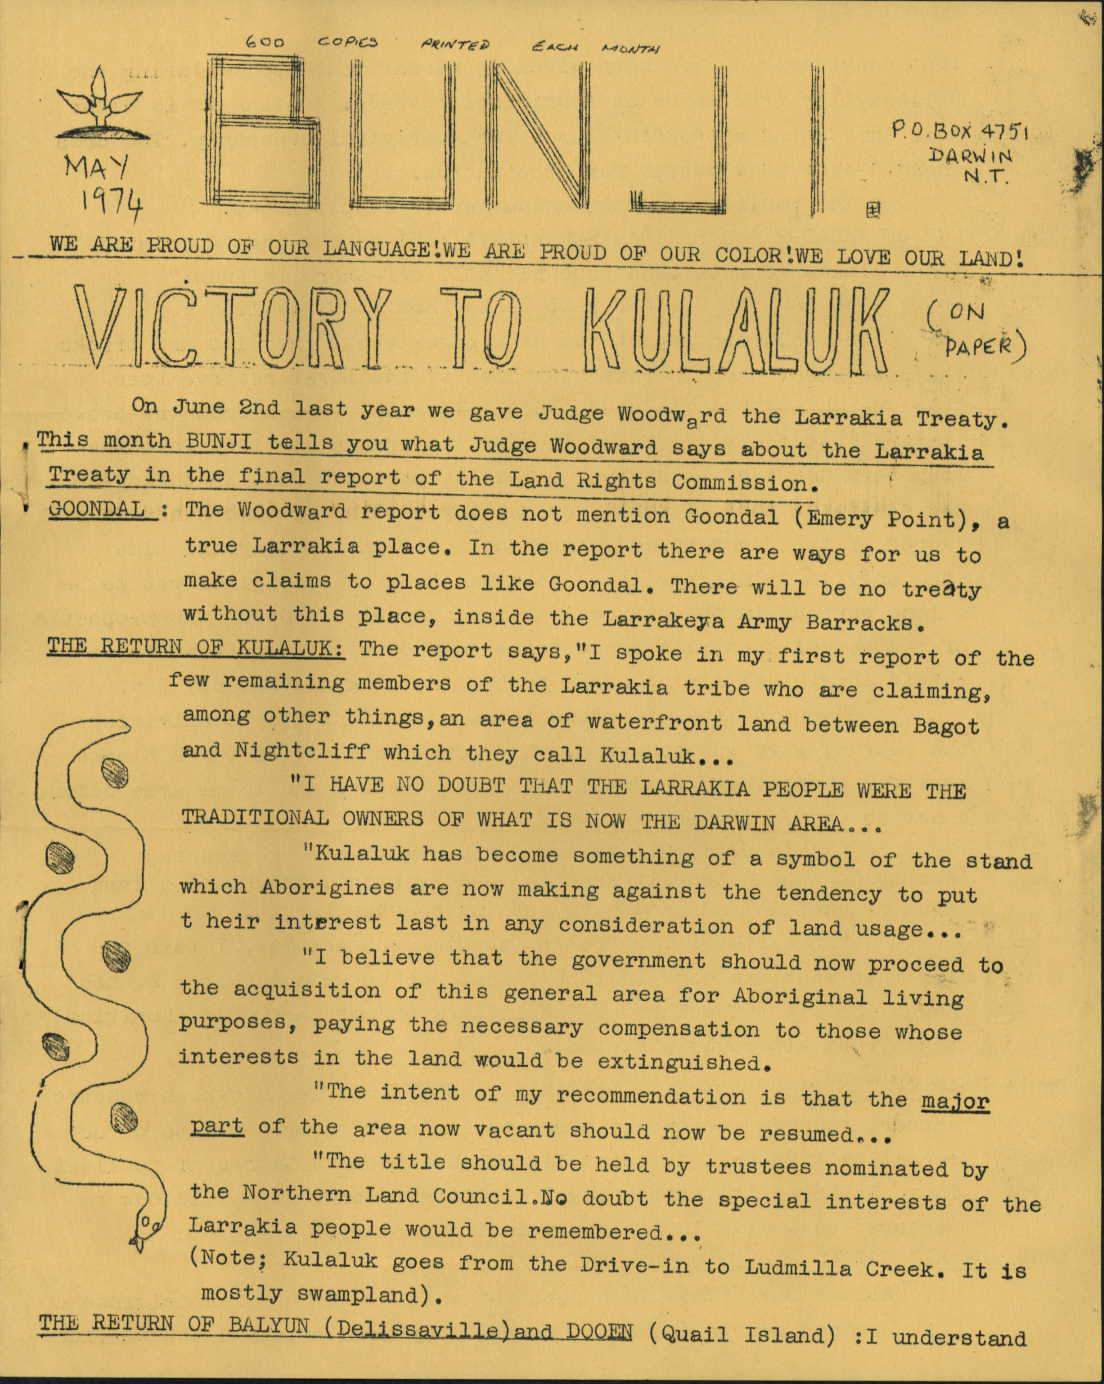 600 COPIES PRINTED EACH MONTH
BUNJI.
MAY
1974
P.O. BOX 4751
DARWIN
N.T.
WE ARE PROUD OF OUR LANGUAGE!WE ARE PROUD OF OUR COLOR!WE LOVE OUR LAND!
VICTORY TO KULALUK (ON
PAPER)
On June 2nd last year we gave Judge Woodward the Larrakia Treaty.
This month BUNJI tells you what Judge Woodward says about the Larrakia
Treaty in the final report of the Land Rights Commission.
GOONDAL : The Woodward report does not mention Goondal (Emery Point), a
true Larrakia place. In the report there are ways for us to
make claims to places like Goondal. There will be no treaty
without this place, inside the Larrakeya Army Barracks.
THE RETURN OF KULALUK: The report says,"I spoke in my first report of the
few remaining members of the Larrakia tribe who are claiming,
among other things,an area of waterfront land between Bagot
and Nightcliff which they call Kulaluk...
"I HAVE NO DOUBT THAT THE LARRAKIA PEOPLE WERE THE
TRADITIONAL OWNERS OF WHAT IS NOW THE DARWIN AREA...
"Kulaluk has become something of a symbol of the stand
which Aborigines are now making against the tendency to put
t heir interest last in any consideration of land usage...
"I believe that the government should now proceed to
the acquisition of this general area for Aboriginal living
purposes, paying the necessary compensation to those whose
interests in the land would be extinguished.
"The intent of my recommendation is that the major
part of the area now vacant should now be resumed...
"The title should be held by trustees nominated by
the Northern Land Council.No doubt the special interests of the
Larrakia people would be remembered...
(Note; Kulaluk goes from the Drive-in to Ludmilla Creek. It is
mostly swampland).
THE RETURN OF BALYUN (Delissaville)and DOOEN (Quail Island) :I understand